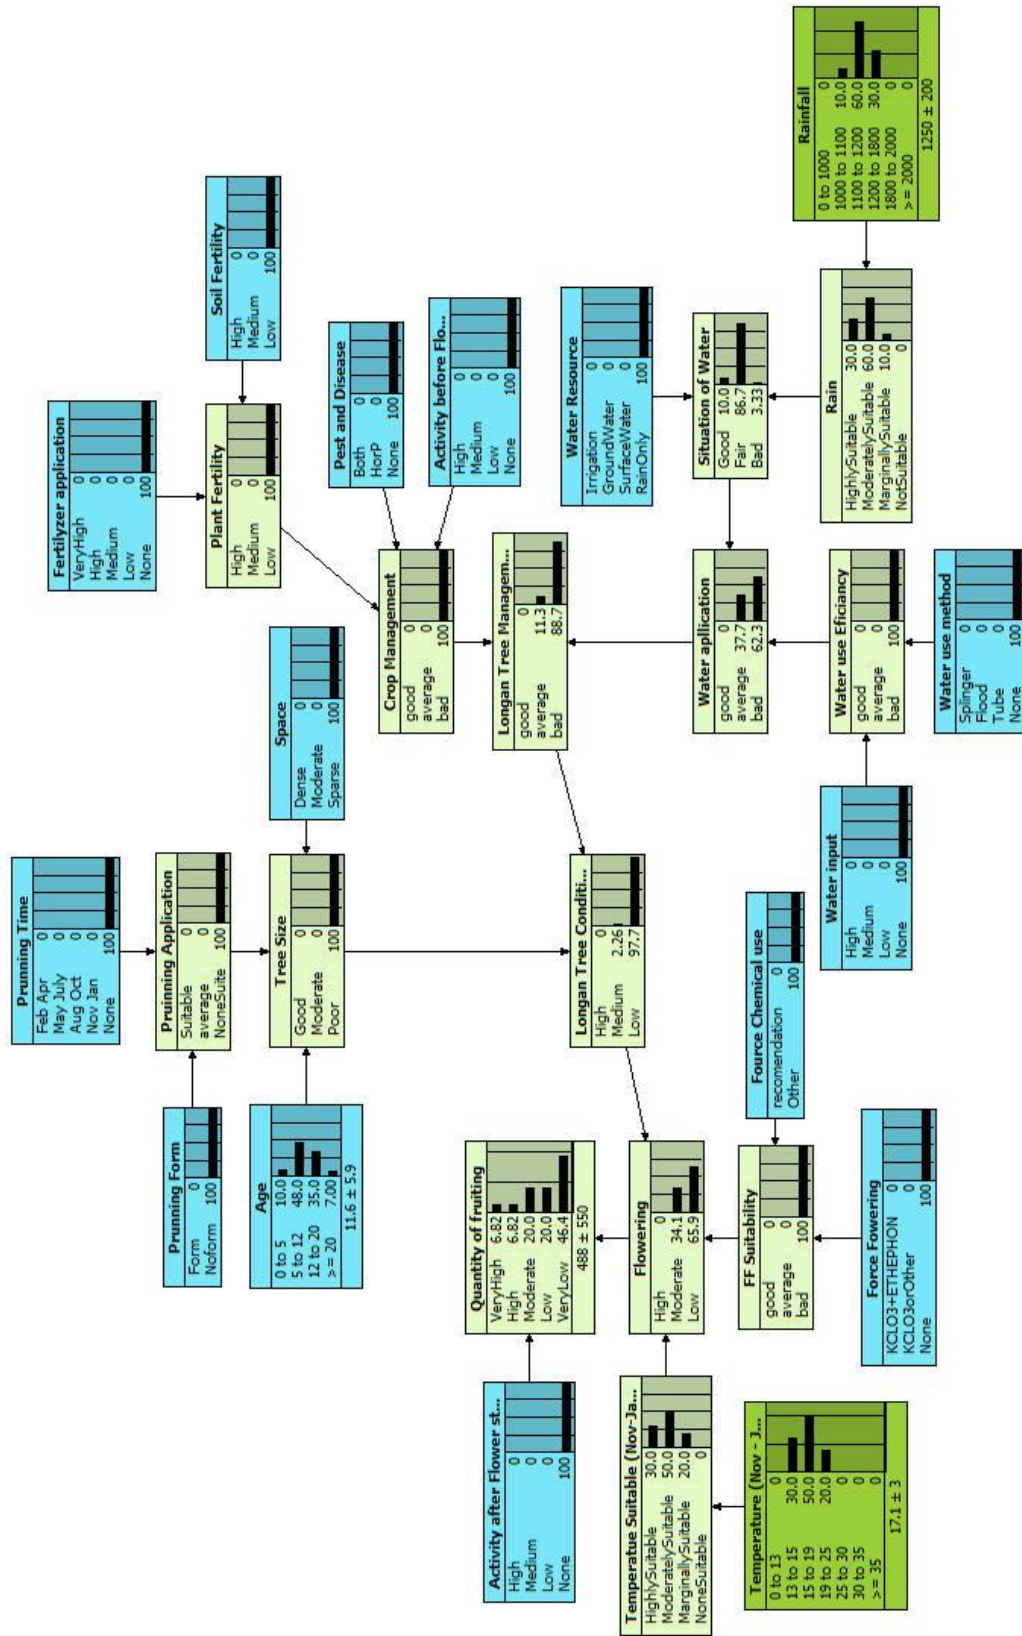 Prunning Time
Feb Apr 0
May July 0
Aug Oct 0
Nov Jan 0
None 100
Prunning Form
Form 0
Noform 100
Pruinning Application
Suitable 0
average 0
NoneSuite 100
Age
0 to 5 10.0
5 to 12 48.0
12 to 20 35.0
>= 20 7.00
11.6 ± 5.9
Tree Size
Good 0
Moderate 0
Poor 100
Space
Dense 0
Moderate 0
Sparse 100
Fertilyzer application
VeryHigh 0
High 0
Medium 0
Low 0
None 100
Soil Fertility
High 0
Medium 0
Low 100
Plant Fertility
High 0
Medium 0
Low 100
Pest and Disease
Both 0
HorP 0
None 100
Activity before Flo...
High 0
Medium 0
Low 0
None 100
Crop Management
good 0
average 0
bad 100
Longan Tree Managem...
good 0
average 11.3
bad 88.7
Quantity of fruiting
VeryHigh 6.82
High 6.82
Moderate 20.0
Low 20.0
VeryLow 46.4
488 ± 550
Longan Tree Conditi...
High 0
Medium 2.26
Low 97.7
Water Resource
Irrigation 0
GroundWater 0
SurfaceWater 0
RainOnly 100
Activity after Flower st...
High 0
Medium 0
Low 0
None 100
Flowering
High 0
Moderate 34.1
Low 65.9
Water apllication
good 0
average 37.7
bad 62.3
Situation of Water
Good 10.0
Fair 86.7
Bad 3.33
Temperatue Suitable (Nov-Ja...
HighlySuitable 30.0
ModeratelySuitable 50.0
MarginallySuitable 20.0
NoneSuitable 0
FF Suitability
good 0
average 0
bad 100
Fource Chemical use
recomendation 0
Other 100
Water use Eficiancy
good 0
average 0
bad 100
Rain
HighlySuitable 30.0
ModeratelySuitable 60.0
MarginallySuitable 10.0
NotSuitable 0
Rainfall
0 to 1000 0
1000 to 1100 10.0
1100 to 1200 60.0
1200 to 1800 30.0
1800 to 2000 0
>= 2000 0
1250 ± 200
Temperature (Nov - J...
0 to 13 0
13 to 15 30.0
15 to 19 50.0
19 to 25 20.0
25 to 30 0
30 to 35 0
>= 35 0
17.1 ± 3
Force Fowering
KCLO3+ETHEPHON 0
KCLO3orOther 0
None 100
Water input
High 0
Medium 0
Low 0
None 100
Water use method
Splinger 0
Flood 0
Tube 0
None 100